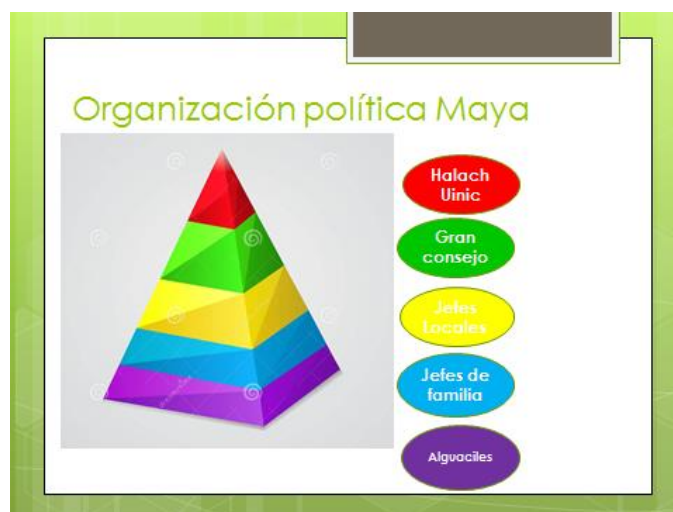 Organización política Maya
Halach
Uinic
Gran
consejo
Jefes
Locales
Jefes de
familia
Alguaciles